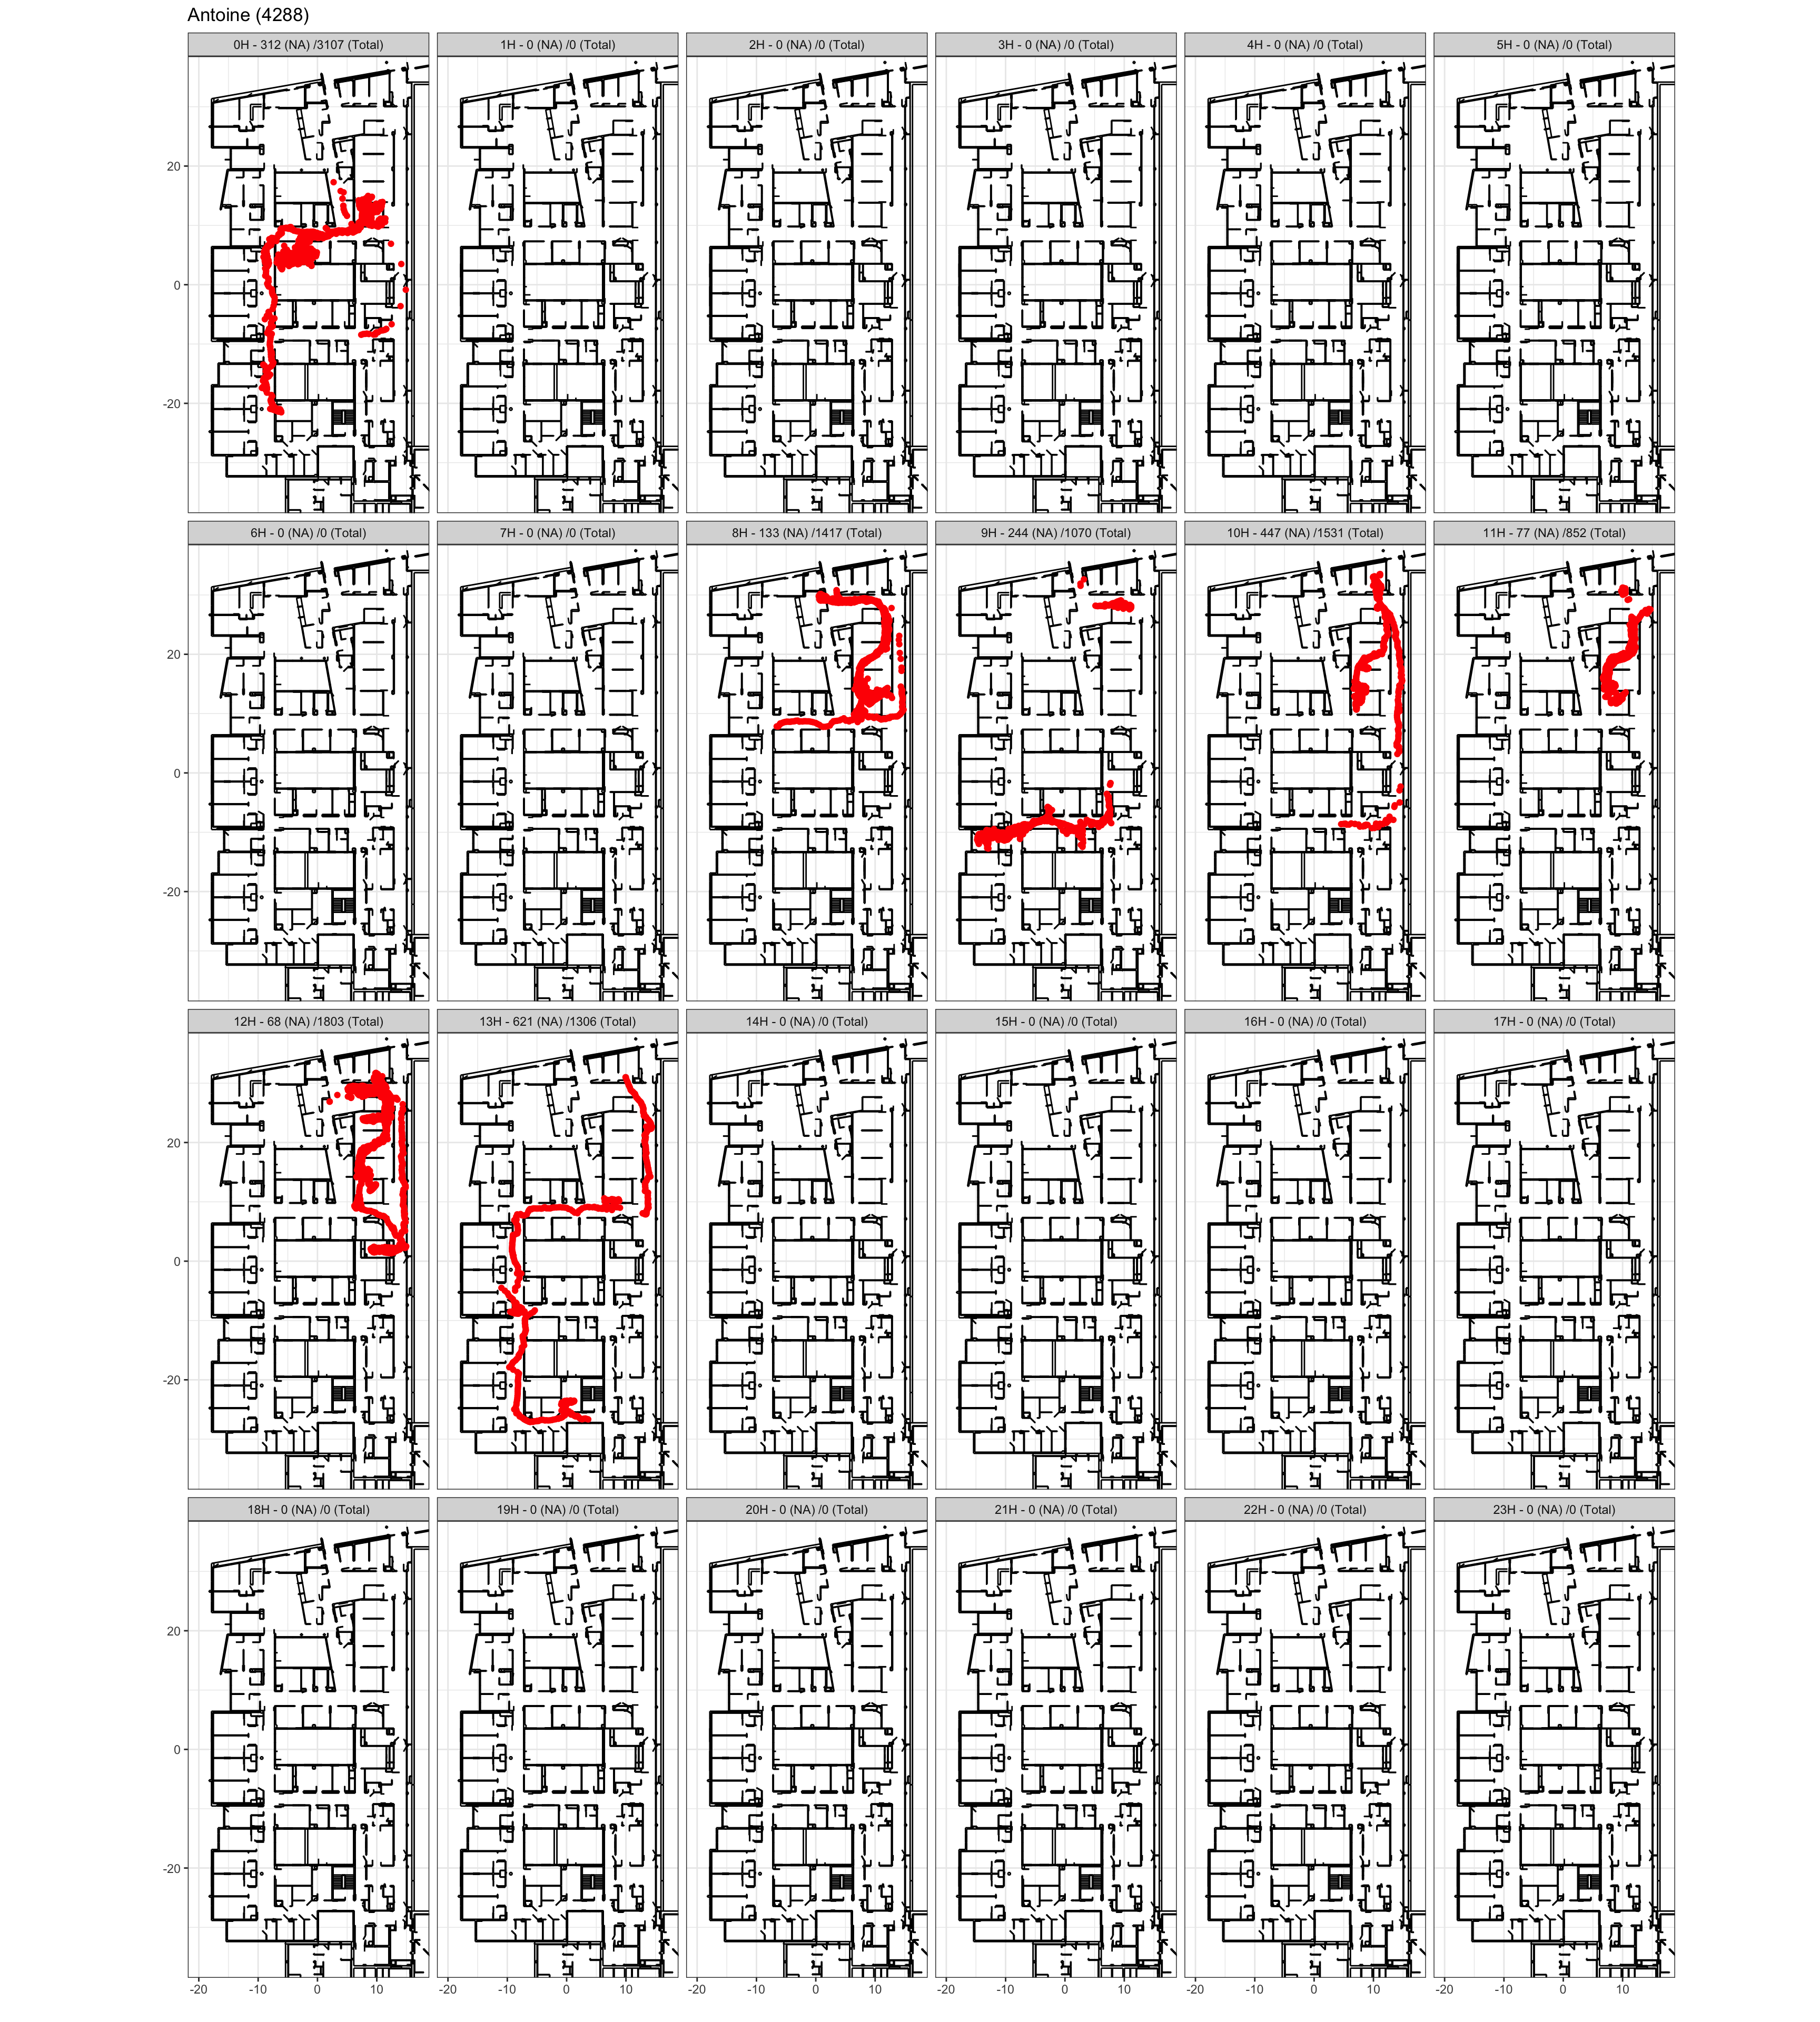 Antoine (4288)
0H - 312 (NA) /3107 (Total) 1H - 0 (NA) /0 (Total) 2H - 0 (NA) /0 (Total) 3H - 0 (NA) /0 (Total) 4H - 0 (NA) /0 (Total) 5H - 0 (NA) /0 (Total)
20
0
-20
6H - 0 (NA) /0 (Total) 7H - 0 (NA) /0 (Total) 8H - 133 (NA) /1417 (Total) 9H - 244 (NA) /1070 (Total) 10H - 447 (NA) /1531 (Total) 11H - 77 (NA) /852 (Total)
20
0
-20
12H - 68 (NA) /1803 (Total) 13H - 621 (NA) /1306 (Total) 14H - 0 (NA) /0 (Total) 15H - 0 (NA) /0 (Total) 16H - 0 (NA) /0 (Total) 17H - 0 (NA) /0 (Total)
20
0
-20
18H - 0 (NA) /0 (Total) 19H - 0 (NA) /0 (Total) 20H - 0 (NA) /0 (Total) 21H - 0 (NA) /0 (Total) 22H - 0 (NA) /0 (Total) 23H - 0 (NA) /0 (Total)
20
0
-20
-20 -10 0 10 -20 -10 0 10 -20 -10 0 10 -20 -10 0 10 -20 -10 0 10 -20 -10 0 10